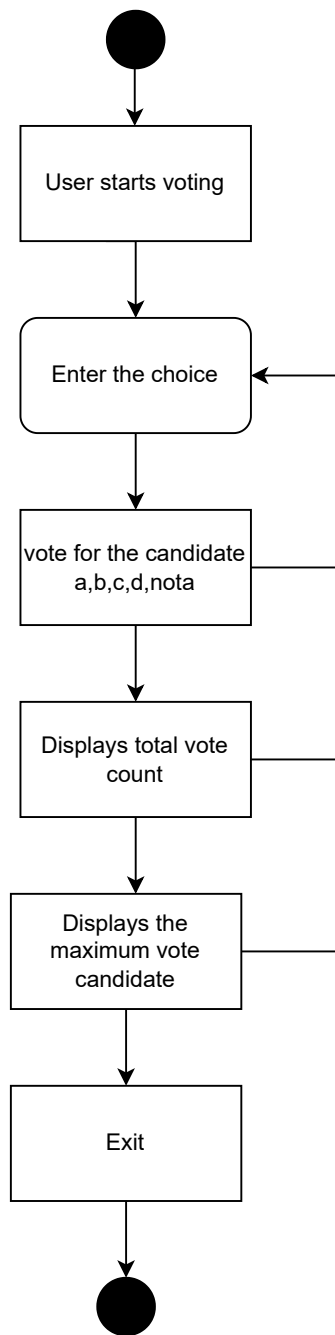 User starts voting
Enter the choice
vote for the candidate
a,b,c,d,nota
Displays total vote
count
Displays the
maximum vote
candidate
Exit